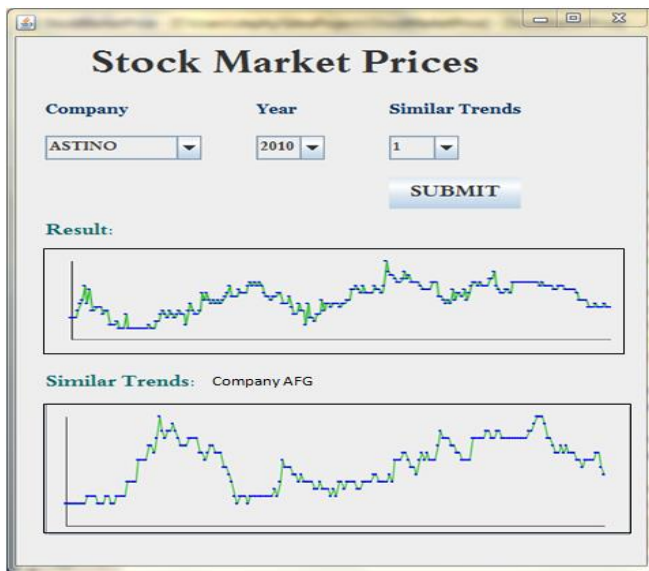 Stock Market Prices
Company Year Similar Trends
ASTINO 2010 1
SUBMIT
Result:
Similar Trends: Company AFG